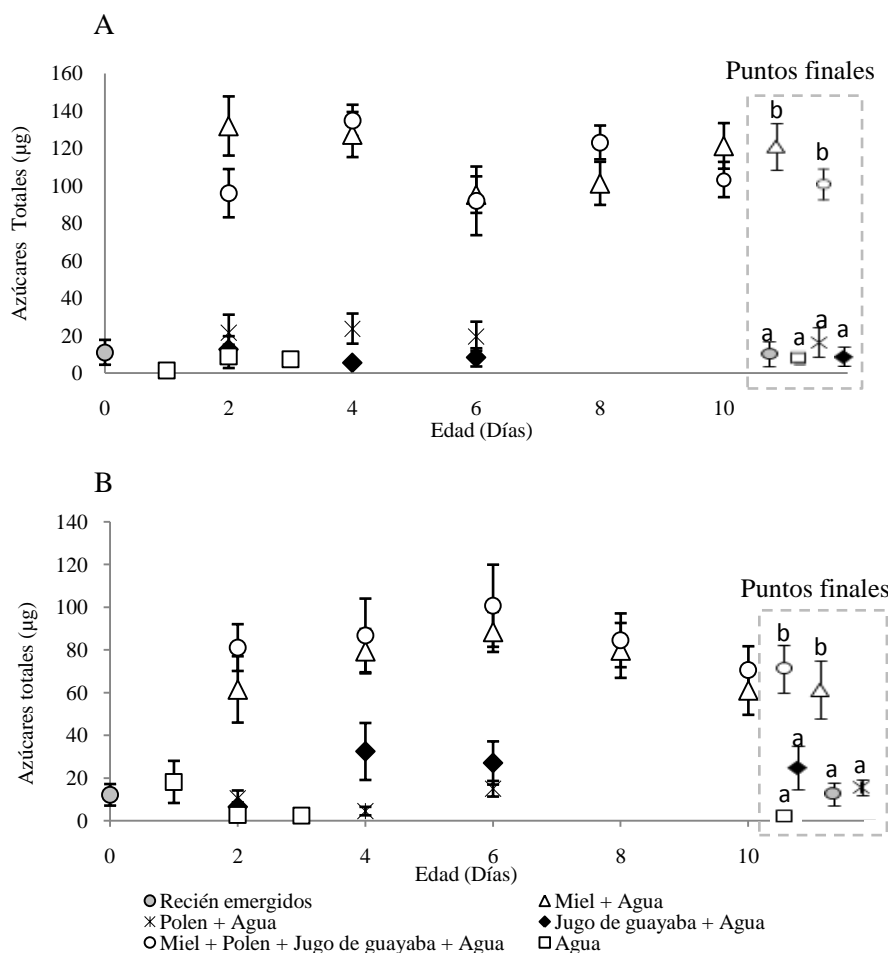 A
Puntos finales
160
140
120
100
80
60
40
20
0
Azúcares Totales (µg)
b
b
a
a
a
a
0 2 4 6 8 10
Edad (Días)
B
Puntos finales
140
120
100
80
60
40
20
0
Azúcares totales (µg)
b
b
a
a
a
a
0 2 4 6 8 10
Edad (Días)
Recién emergidos
Miel + Agua
Polen + Agua
Jugo de guayaba + Agua
Miel + Polen + Jugo de guayaba + Agua
Agua